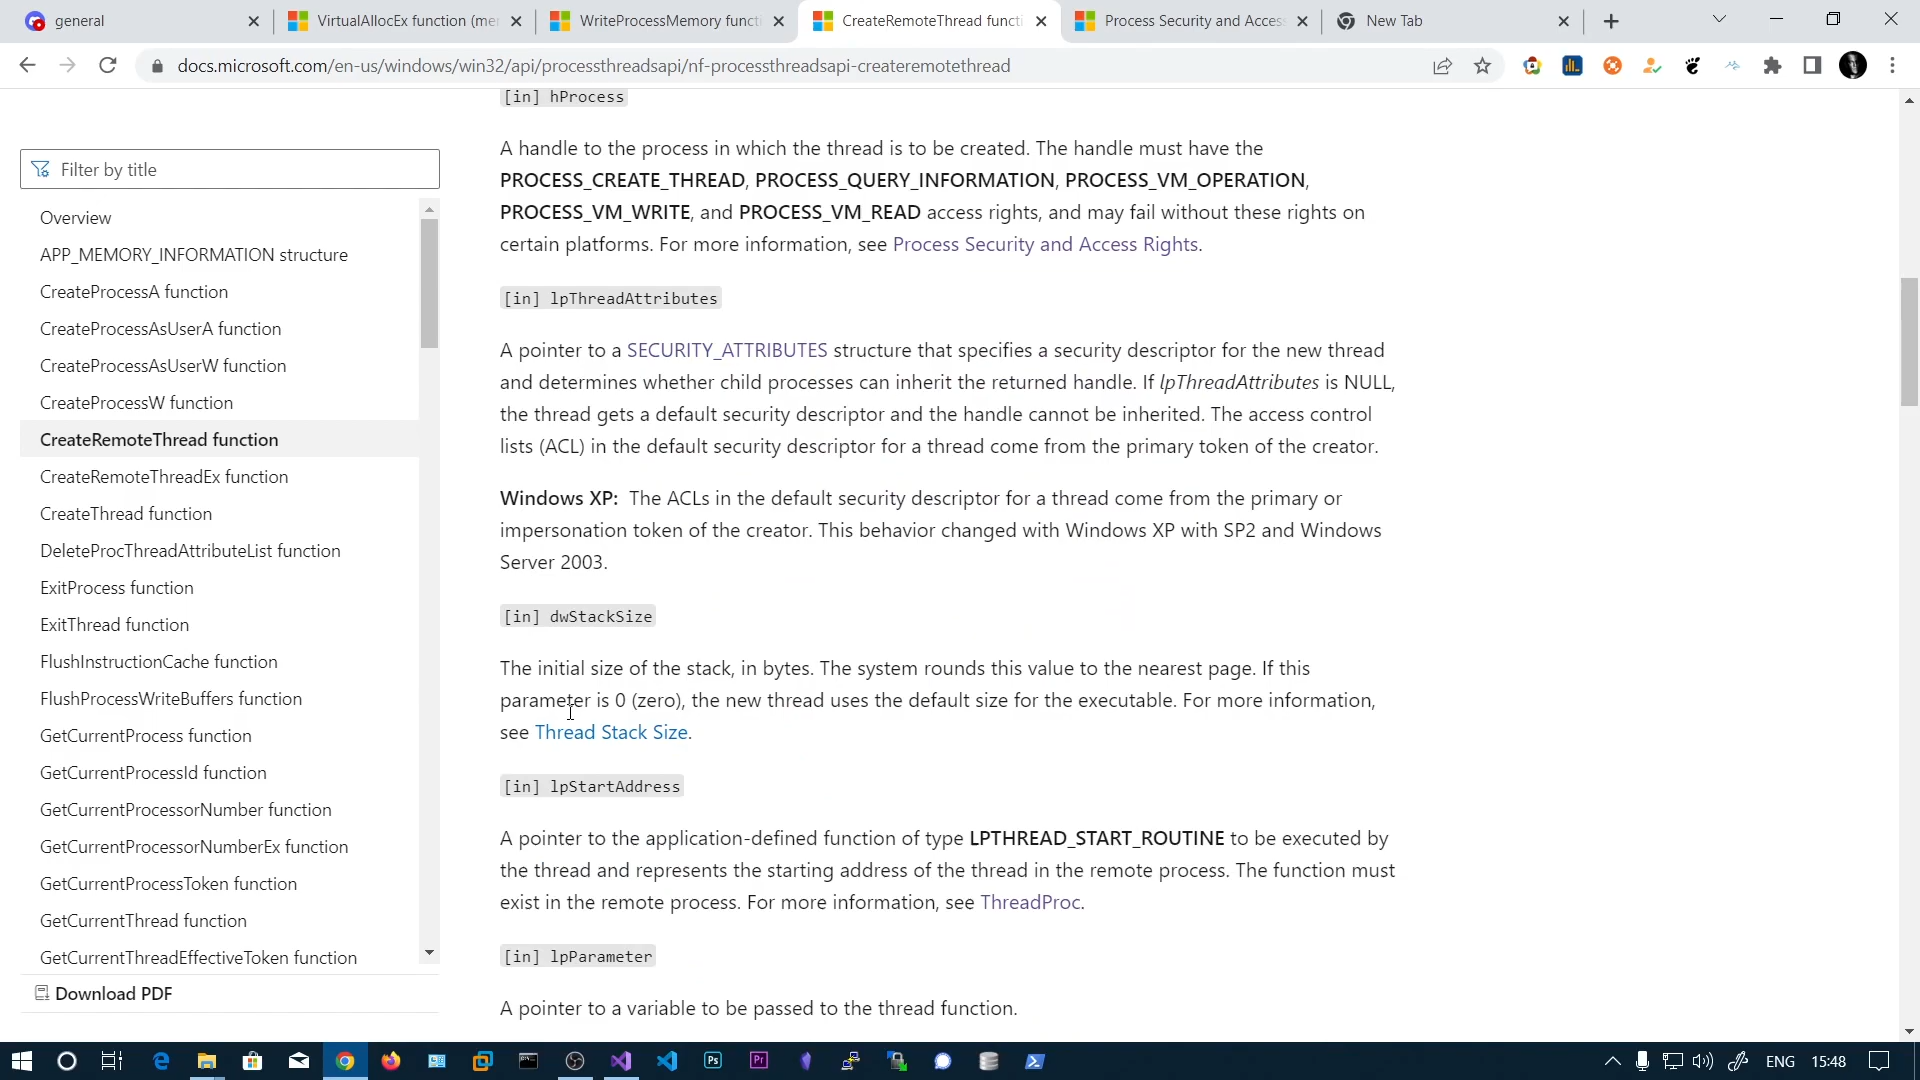 general
VirtualAllocEx function (me
WriteProcessMemory functi
CreateRemoteThread functi
Process Security and Access
New Tab
docs.microsoft.com/en-us/windows/win32/api/processthreadsapi/nf-processthreadsapi-createremotethread
Filter by title
Overview
APP_MEMORY_INFORMATION structure
CreateProcessA function
CreateProcessAsUserA function
CreateProcessAsUserW function
CreateProcessW function
CreateRemoteThread function
CreateRemoteThreadEx function
CreateThread function
DeleteProcThreadAttributeList function
ExitProcess function
ExitThread function
FlushInstructionCache function
FlushProcessWriteBuffers function
GetCurrentProcess function
GetCurrentProcessId function
GetCurrentProcessorNumber function
GetCurrentProcessorNumberEx function
GetCurrentProcessToken function
GetCurrentThread function
GetCurrentThreadEffectiveToken function
Download PDF
[in] hProcess
A handle to the process in which the thread is to be created. The handle must have the
PROCESS_CREATE_THREAD, PROCESS_QUERY_INFORMATION, PROCESS_VM_OPERATION,
PROCESS_VM_WRITE, and PROCESS_VM_READ access rights, and may fail without these rights on
certain platforms. For more information, see Process Security and Access Rights.
[in] lpThreadAttributes
A pointer to a SECURITY_ATTRIBUTES structure that specifies a security descriptor for the new thread
and determines whether child processes can inherit the returned handle. If lpThreadAttributes is NULL,
the thread gets a default security descriptor and the handle cannot be inherited. The access control
lists (ACL) in the default security descriptor for a thread come from the primary token of the creator.
Windows XP: The ACLs in the default security descriptor for a thread come from the primary or
impersonation token of the creator. This behavior changed with Windows XP with SP2 and Windows
Server 2003.
[in] dwStackSize
The initial size of the stack, in bytes. The system rounds this value to the nearest page. If this
parameter is 0 (zero), the new thread uses the default size for the executable. For more information,
see Thread Stack Size.
[in] lpStartAddress
A pointer to the application-defined function of type LPTHREAD_START_ROUTINE to be executed by
the thread and represents the starting address of the thread in the remote process. The function must
exist in the remote process. For more information, see ThreadProc.
[in] lpParameter
A pointer to a variable to be passed to the thread function.
Ps
Pr
ENG
15:48